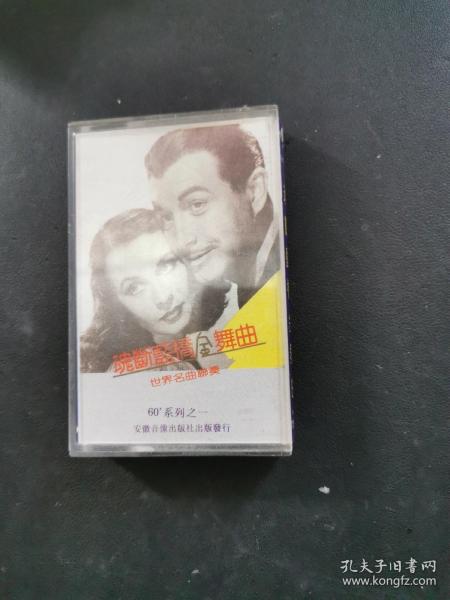 魂斷藍橋金舞曲
世界名曲聯奏
60'系列之一
安徽音像出版社出版發行
孔夫子旧书网
www.kongfz.com